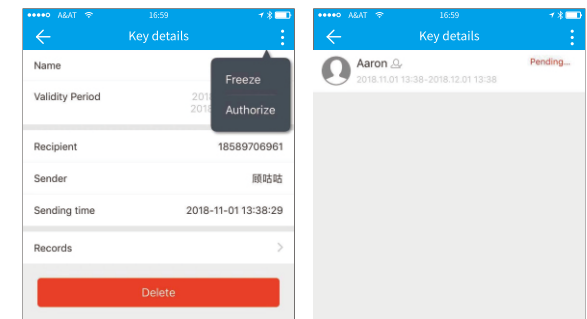 A&AT 16:59
Key details
Name
Freeze
Validity Period
201
201
Authorize
Recipient 18589706961
Sender 顾咕咕
Sending time 2018-11-01 13:38:29
Records
Delete
A&AT 16:59
Key details
Aaron Pending...
2018.11.01 13:38-2018.12.01 13:38